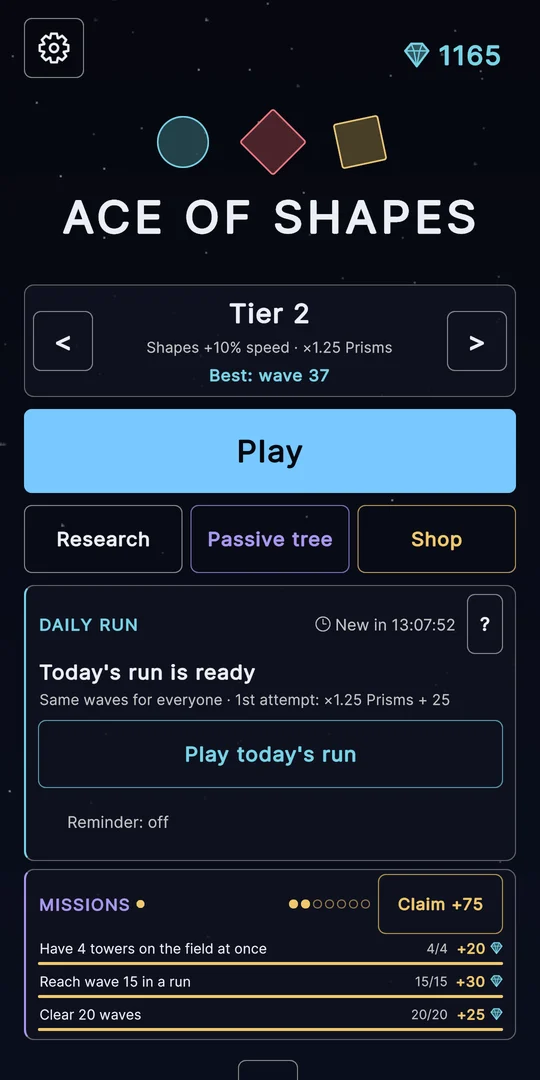 1165
ACE OF SHAPES
Tier 2
< Shapes +10% speed · ×1.25 Prisms >
Best: wave 37
Play
Research Passive tree Shop
DAILY RUN New in 13:07:52 ?
Today's run is ready
Same waves for everyone · 1st attempt: ×1.25 Prisms + 25
Play today's run
Reminder: off
MISSIONS Claim +75
Have 4 towers on the field at once 4/4 +20
Reach wave 15 in a run 15/15 +30
Clear 20 waves 20/20 +25